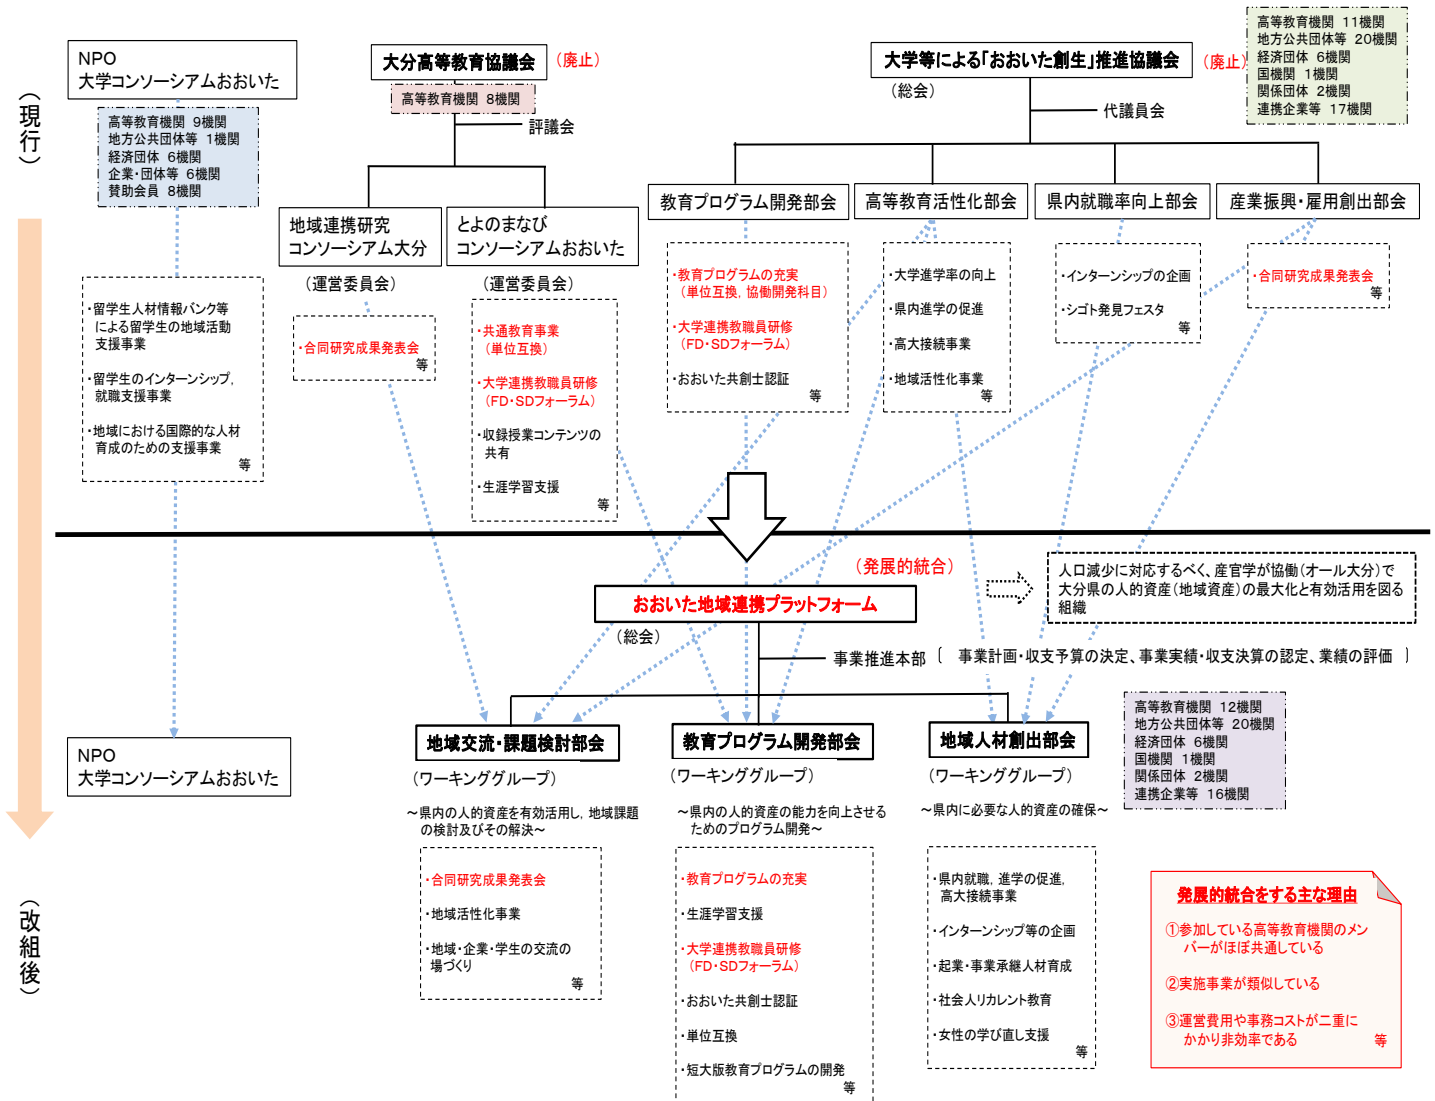 (現行)
NPO
大学コンソーシアムおおいた
高等教育機関 9機関
地方公共団体等 1機関
経済団体 6機関
企業・団体等 6機関
賛助会員 8機関
・留学生人材情報バンク等
による留学生の地域活動
支援事業
・留学生のインターンシップ,
就職支援事業
・地域における国際的な人材
育成のための支援事業
等
大分高等教育協議会
(廃止)
高等教育機関 8機関
評議会
地域連携研究
コンソーシアム大分
(運営委員会)
・合同研究成果発表会
等
とよのまなび
コンソーシアムおおいた
(運営委員会)
・共通教育事業
(単位互換)
・大学連携教職員研修
(FD・SDフォーラム)
・収録授業コンテンツの
共有
・生涯学習支援
等
大学等による「おおいた創生」推進協議会
(廃止)
(総会)
代議員会
高等教育機関 11機関
地方公共団体等 20機関
経済団体 6機関
国機関 1機関
関係団体 2機関
連携企業等 17機関
教育プログラム開発部会
・教育プログラムの充実
(単位互換, 協働開発科目)
・大学連携教職員研修
(FD・SDフォーラム)
・おおいた共創士認証
等
高等教育活性化部会
・大学進学率の向上
・県内進学の促進
・高大接続事業
・地域活性化事業
等
県内就職率向上部会
・インターンシップの企画
・シゴト発見フェスタ
等
産業振興・雇用創出部会
・合同研究成果発表会
等
(発展的統合)
おおいた地域連携プラットフォーム
(総会)
人口減少に対応するべく、産官学が協働(オール大分)で
大分県の人的資産(地域資産)の最大化と有効活用を図る
組織
事業推進本部 〔 事業計画・収支予算の決定、事業実績・収支決算の認定、業績の評価 〕
(改組後)
NPO
大学コンソーシアムおおいた
地域交流・課題検討部会
(ワーキンググループ)
～県内の人的資産を有効活用し, 地域課題
の検討及びその解決～
・合同研究成果発表会
・地域活性化事業
・地域・企業・学生の交流の
場づくり
等
教育プログラム開発部会
(ワーキンググループ)
～県内の人的資産の能力を向上させる
ためのプログラム開発～
・教育プログラムの充実
・生涯学習支援
・大学連携教職員研修
(FD・SDフォーラム)
・おおいた共創士認証
・単位互換
・短大版教育プログラムの開発
等
地域人材創出部会
(ワーキンググループ)
～県内に必要な人的資産の確保～
・県内就職, 進学の促進,
高大接続事業
・インターンシップ等の企画
・起業・事業承継人材育成
・社会人リカレント教育
・女性の学び直し支援
等
高等教育機関 12機関
地方公共団体等 20機関
経済団体 6機関
国機関 1機関
関係団体 2機関
連携企業等 16機関
発展的統合をする主な理由
①参加している高等教育機関のメン
バーがほぼ共通している
②実施事業が類似している
③運営費用や事務コストが二重に
かかり非効率である
等